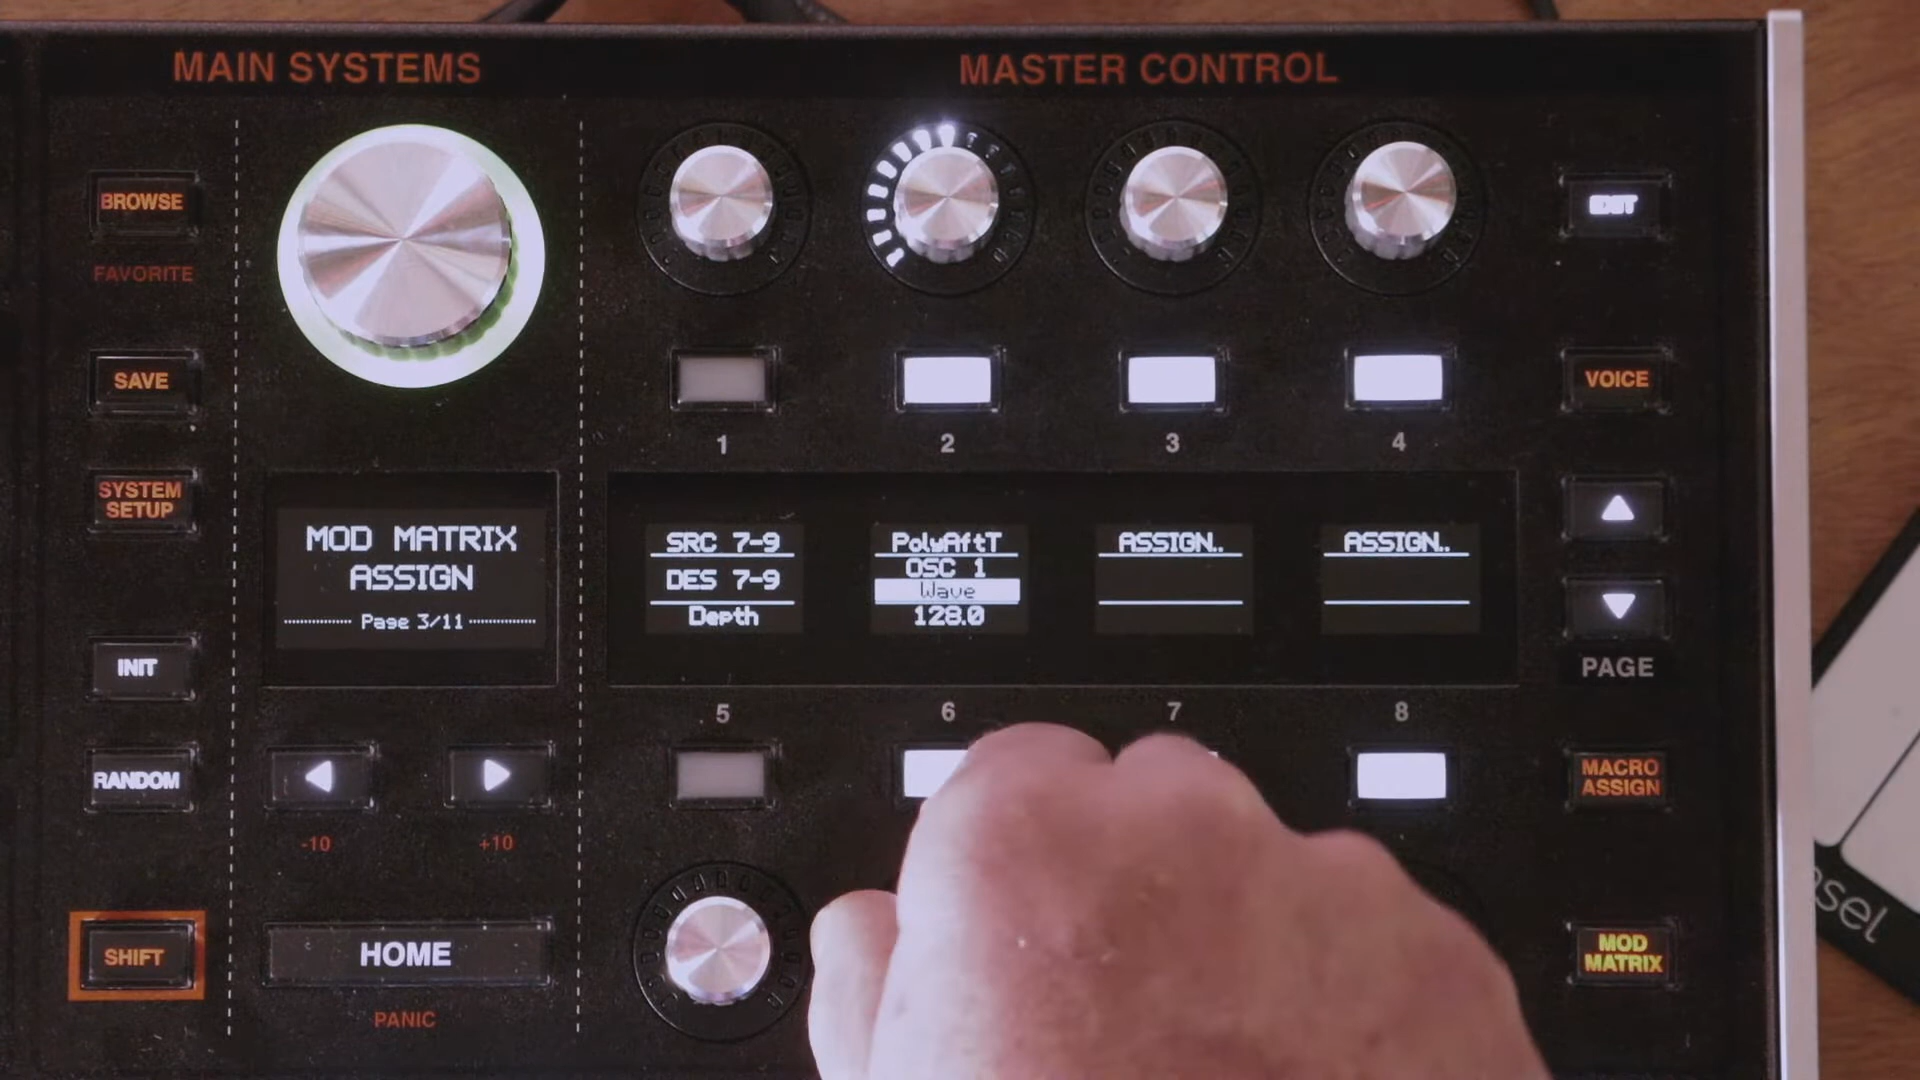 MAIN SYSTEMS
MASTER CONTROL
BROWSE
EXIT
FAVORITE
SAVE
VOICE
1
2
3
4
SYSTEM
SETUP
MOD MATRIX
ASSIGN
Page 3/11
SRC 7-9
DES 7-9
Depth
PolyAftT
OSC 1
Wave
128.0
ASSIGN..
ASSIGN..
INIT
PAGE
5
6
7
8
RANDOM
MACRO
ASSIGN
-10
+10
SHIFT
HOME
MOD
MATRIX
PANIC